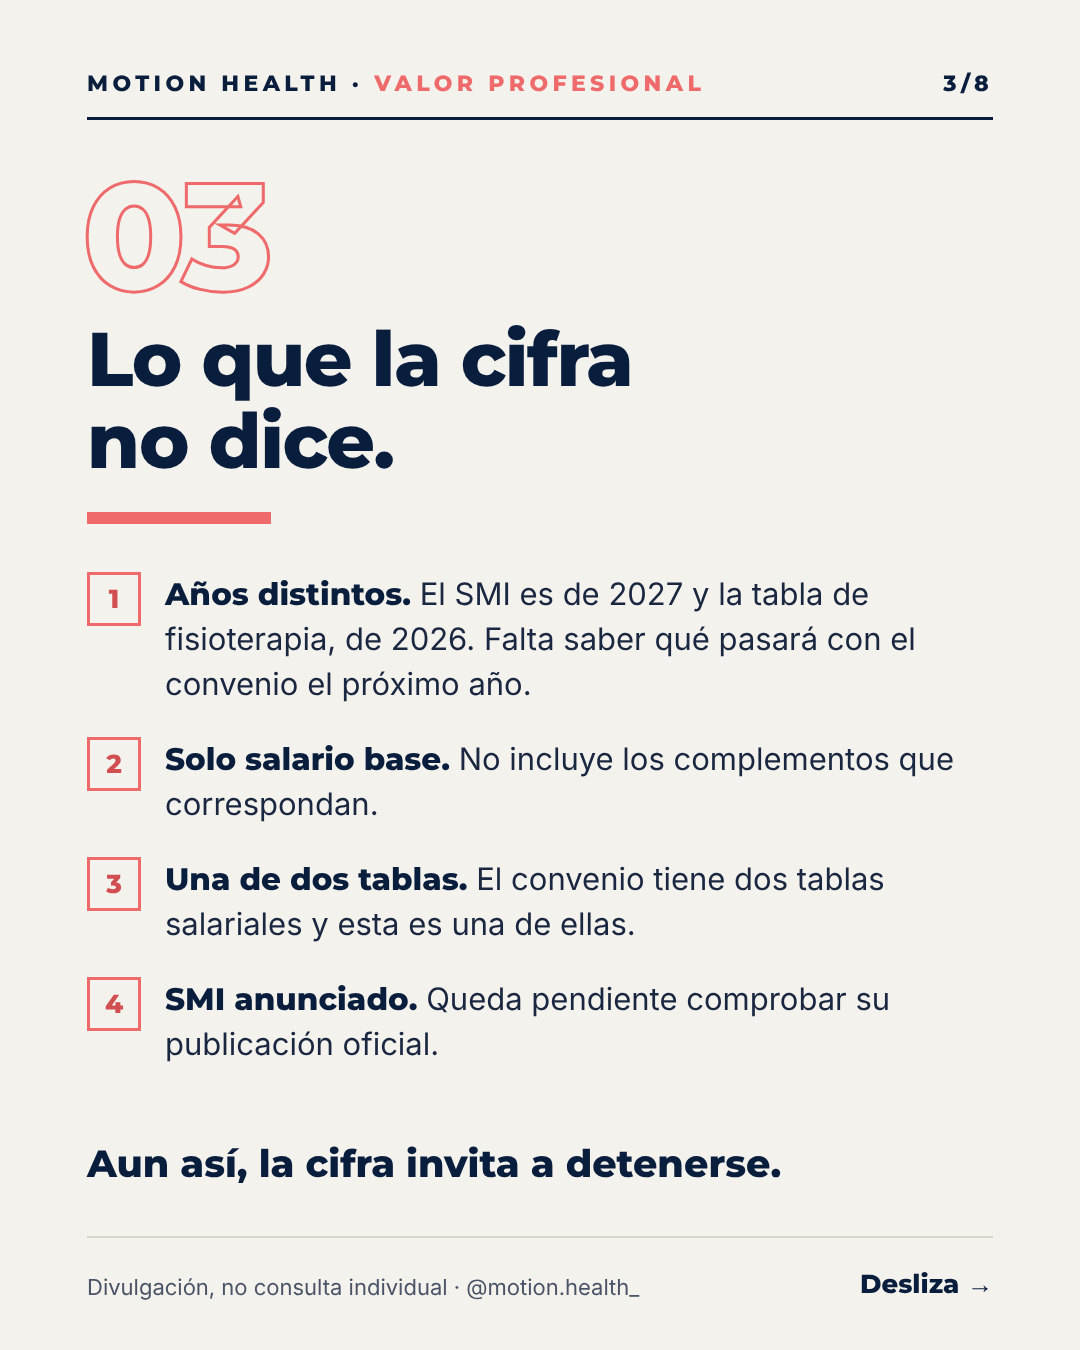 MOTION HEALTH · VALOR PROFESIONAL 3/8
03
Lo que la cifra
no dice.
1 Años distintos. El SMI es de 2027 y la tabla de
fisioterapia, de 2026. Falta saber qué pasará con el
convenio el próximo año.
2 Solo salario base. No incluye los complementos que
correspondan.
3 Una de dos tablas. El convenio tiene dos tablas
salariales y esta es una de ellas.
4 SMI anunciado. Queda pendiente comprobar su
publicación oficial.
Aun así, la cifra invita a detenerse.
Divulgación, no consulta individual · @motion.health_ Desliza →